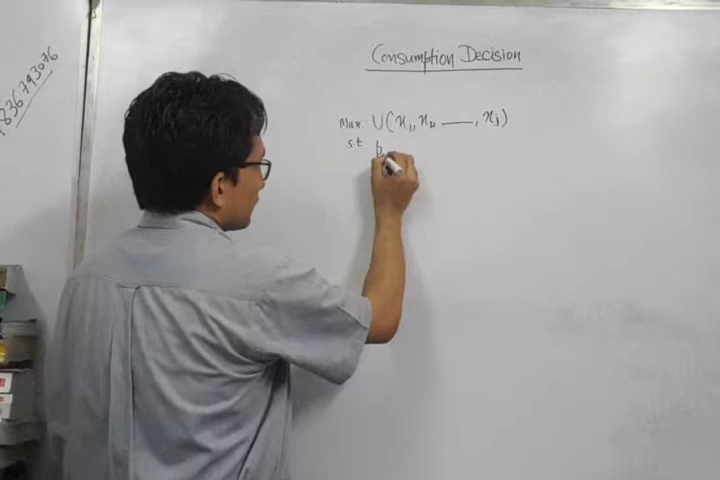 Consumption Decision
Max U(x₁, x₂, ——, xⱼ)
s.t p